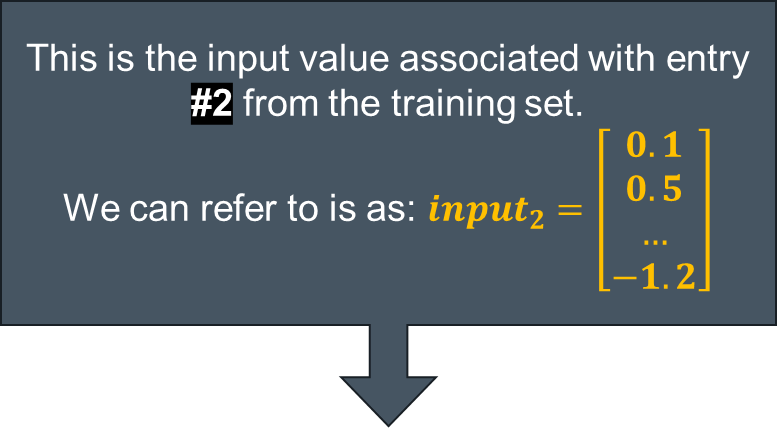 This is the input value associated with entry
#2 from the training set.
We can refer to is as: input₂ = [0.1 0.5 ... −1.2]